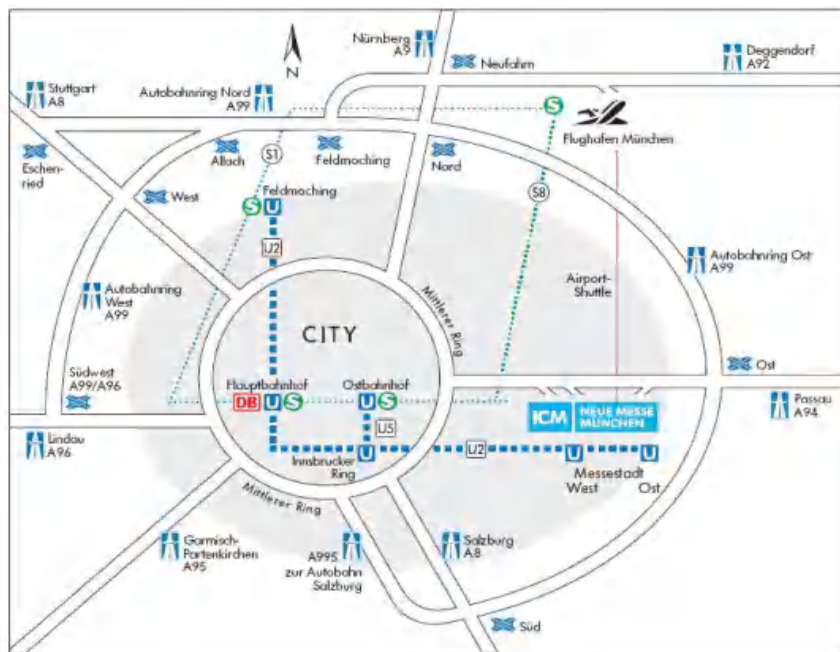 Nürnberg
A9
Deggendorf
A92
Neufahrn
N
Stuttgart
A8
Autobahnring Nord
A99
S
Flughafen München
Eschen-
ried
Allach
S1
Feldmoching
Nord
West
S8
Feldmoching
S U
U2
Autobahnring Ost
A99
Autobahnring
West
A99
Airport-
Shuttle
Mittlerer Ring
CITY
Südwest
A99/A96
Ost
Hauptbahnhof
Ostbahnhof
DB U S
U S
Passau
A94
ICM
NEUE MESSE
MÜNCHEN
U5
Lindau
A96
Innsbrucker
Ring
U
U2
U
U
Messestadt
West
Ost
Mittlerer Ring
Garmisch-
Partenkirchen
A95
A995
zur Autobahn
Salzburg
Salzburg
A8
Süd